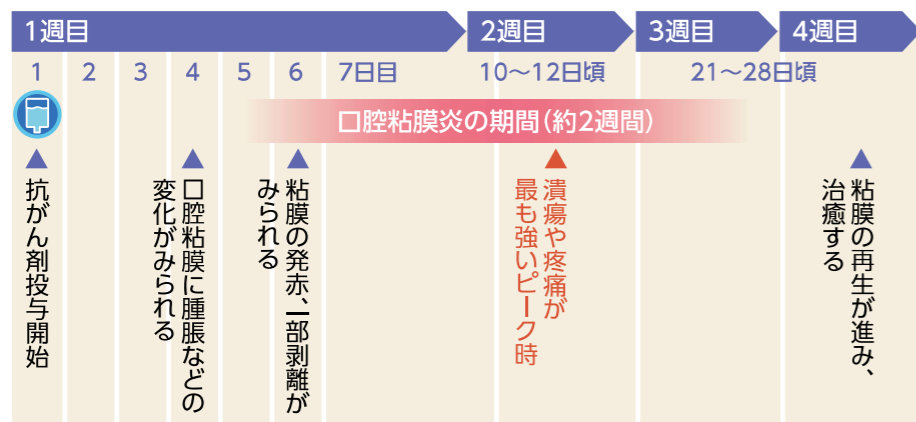 1週目
2週目
3週目
4週目
1
2
3
4
5
6
7日目
10〜12日頃
21〜28日頃
口腔粘膜炎の期間(約2週間)
抗がん剤投与開始
口腔粘膜に腫脹などの
変化がみられる
粘膜の発赤、一部剥離が
みられる
潰瘍や疼痛が
最も強いピーク時
粘膜の再生が進み、
治癒する